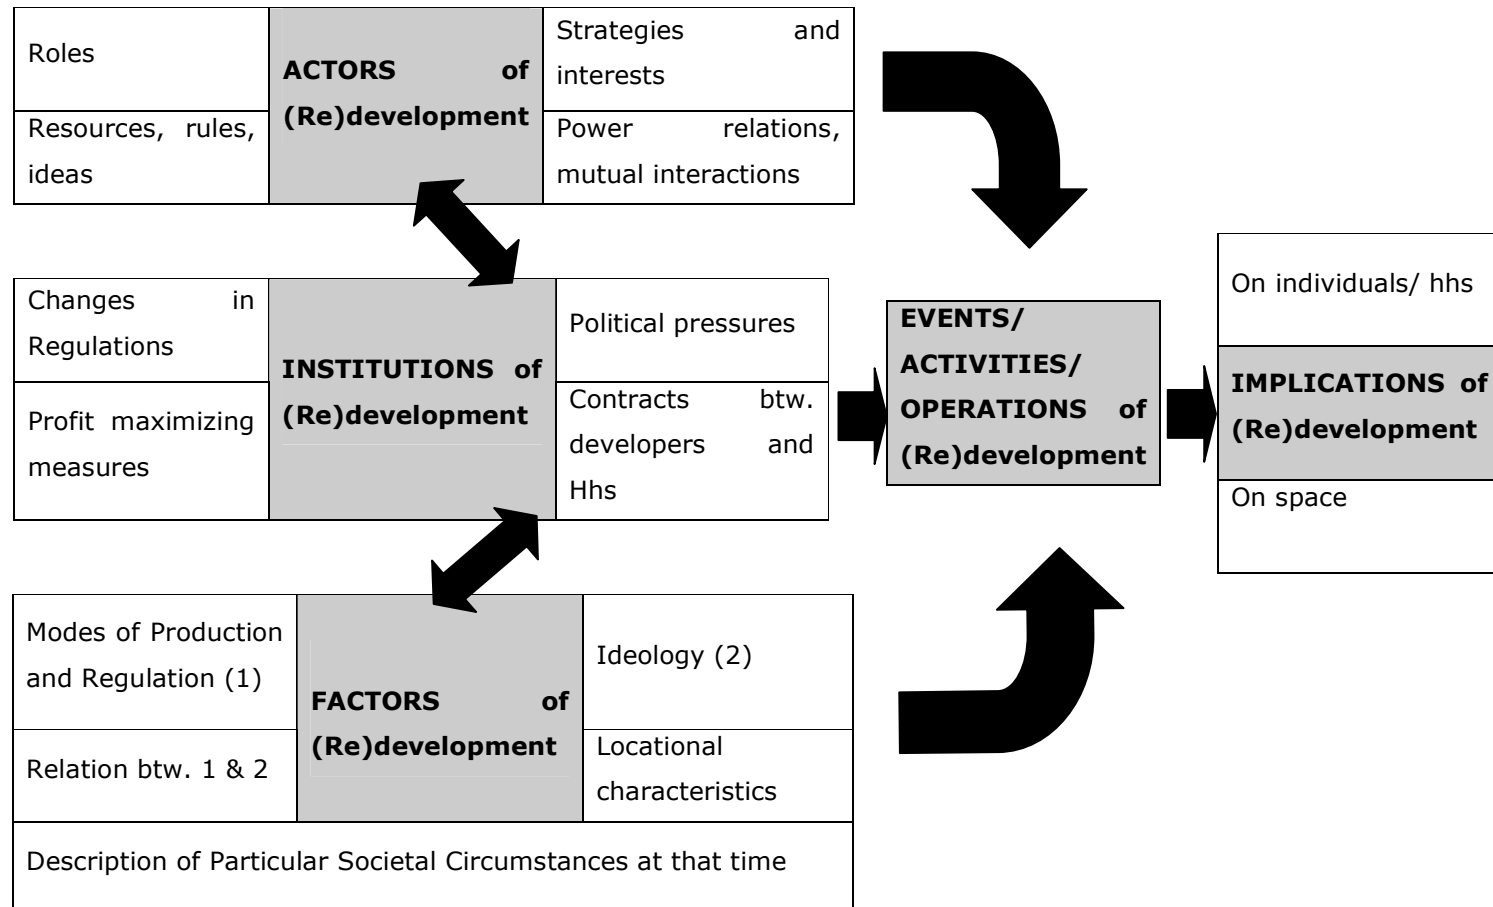 Roles
Resources, rules,
ideas
ACTORS of
(Re)development
Strategies and
interests
Power relations,
mutual interactions
Changes in
Regulations
Profit maximizing
measures
INSTITUTIONS of
(Re)development
Political pressures
Contracts btw.
developers and
Hhs
EVENTS/
ACTIVITIES/
OPERATIONS of
(Re)development
On individuals/ hhs
IMPLICATIONS of
(Re)development
On space
Modes of Production
and Regulation (1)
Relation btw. 1 & 2
FACTORS of
(Re)development
Ideology (2)
Locational
characteristics
Description of Particular Societal Circumstances at that time